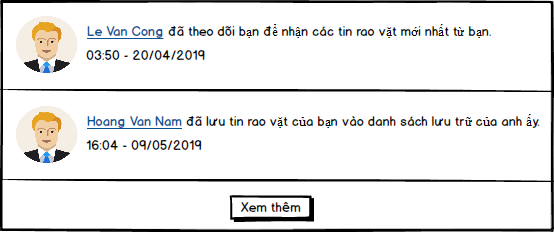 Le Van Cong đã theo dõi bạn để nhận các tin rao vặt mới nhất từ bạn.
03:50 - 20/04/2019
Hoang Van Nam đã lưu tin rao vặt của bạn vào danh sách lưu trữ của anh ấy.
16:04 - 09/05/2019
Xem thêm